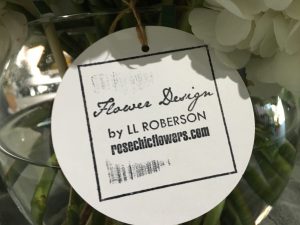 Flower Design
by LL ROBERSON
rosechicflowers.com